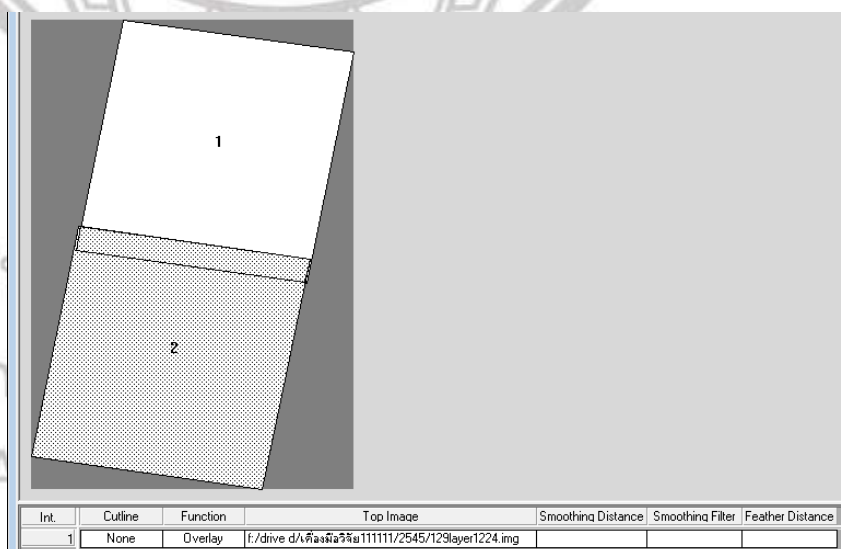 1
2
Int. Cutline Function Top Image Smoothing Distance Smoothing Filter Feather Distance
1 None Overlay f:/drive d/เครื่องมือวิจัย111111/2545/129layer1224.img